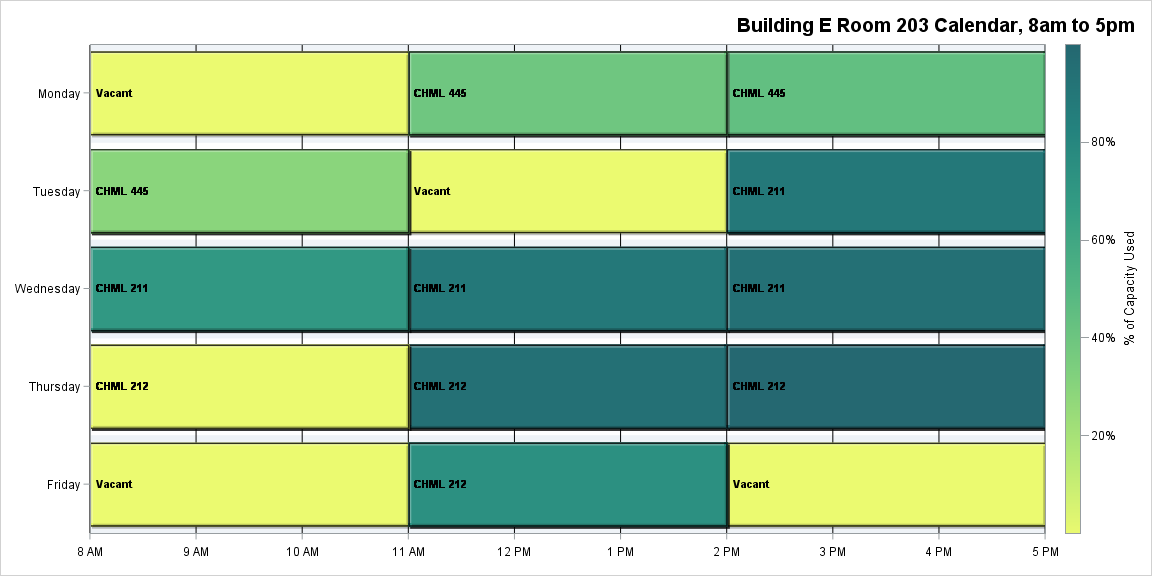 Building E Room 203 Calendar, 8am to 5pm
Monday
Vacant
CHML 445
CHML 445
Tuesday
CHML 445
Vacant
CHML 211
Wednesday
CHML 211
CHML 211
CHML 211
Thursday
CHML 212
CHML 212
CHML 212
Friday
Vacant
CHML 212
Vacant
8 AM
9 AM
10 AM
11 AM
12 PM
1 PM
2 PM
3 PM
4 PM
5 PM
80%
60%
40%
20%
% of Capacity Used